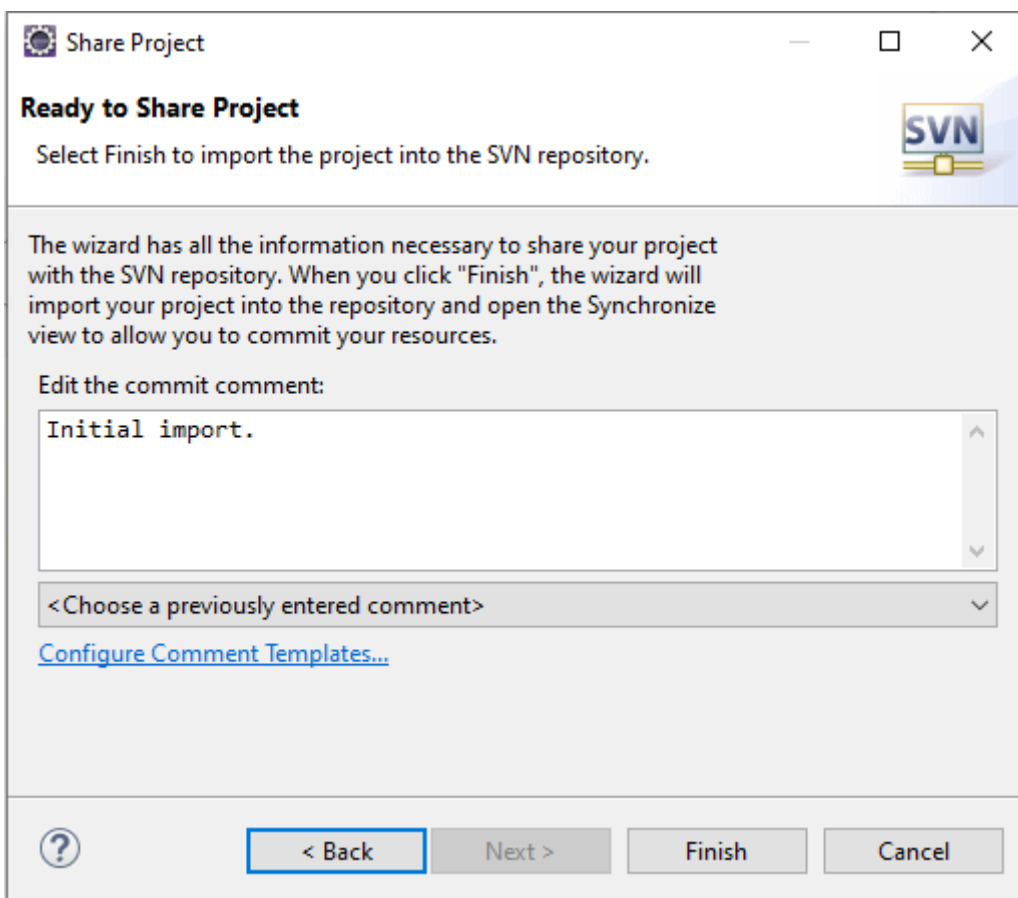 Share Project
Ready to Share Project
Select Finish to import the project into the SVN repository.
SVN
The wizard has all the information necessary to share your project
with the SVN repository. When you click "Finish", the wizard will
import your project into the repository and open the Synchronize
view to allow you to commit your resources.
Edit the commit comment:
Initial import.
<Choose a previously entered comment>
Configure Comment Templates...
?
< Back
Next >
Finish
Cancel